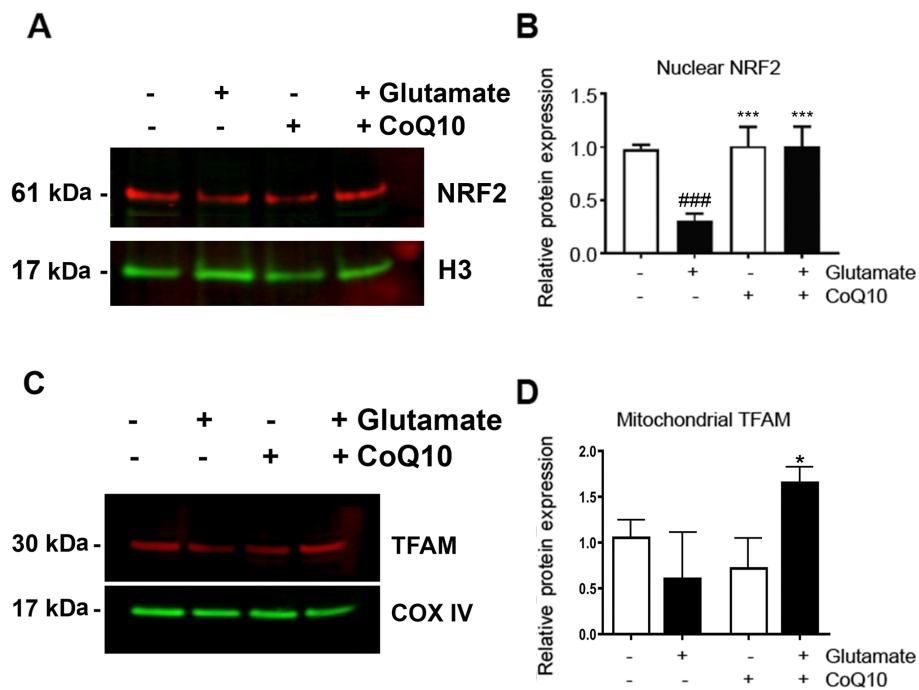 A
- + - + Glutamate
- - + + CoQ10
61 kDa - NRF2
17 kDa - H3
B
Nuclear NRF2
Relative protein expression
1.5
1.0
0.5
0.0
###
***
***
- + - + Glutamate
- - + + CoQ10
C
- + - + Glutamate
- - + + CoQ10
30 kDa - TFAM
17 kDa - COX IV
D
Mitochondrial TFAM
Relative protein expression
2.0
1.5
1.0
0.5
0.0
*
- + - + Glutamate
- - + + CoQ10